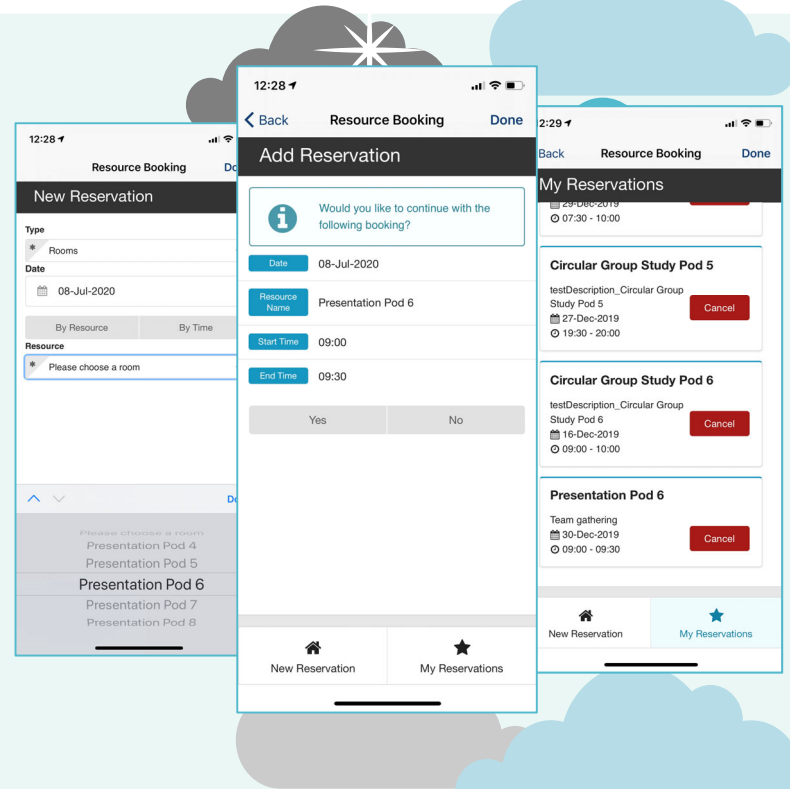 12:28
Resource Booking
New Reservation
Type
* Rooms
Date
08-Jul-2020
By Resource By Time
Resource
* Please choose a room
Please choose a room
Presentation Pod 4
Presentation Pod 5
Presentation Pod 6
Presentation Pod 7
Presentation Pod 8
12:28
Back Resource Booking Done
Add Reservation
Would you like to continue with the
following booking?
Date 08-Jul-2020
Resource
Name
Presentation Pod 6
Start Time 09:00
End Time 09:30
Yes No
New Reservation My Reservations
2:29
Back Resource Booking Done
My Reservations
29-Dec-2019
07:30 - 10:00
Circular Group Study Pod 5
testDescription_Circular Group
Study Pod 5
Cancel
27-Dec-2019
19:30 - 20:00
Circular Group Study Pod 6
testDescription_Circular Group
Study Pod 6
Cancel
16-Dec-2019
09:00 - 10:00
Presentation Pod 6
Team gathering
Cancel
30-Dec-2019
09:00 - 09:30
New Reservation My Reservations